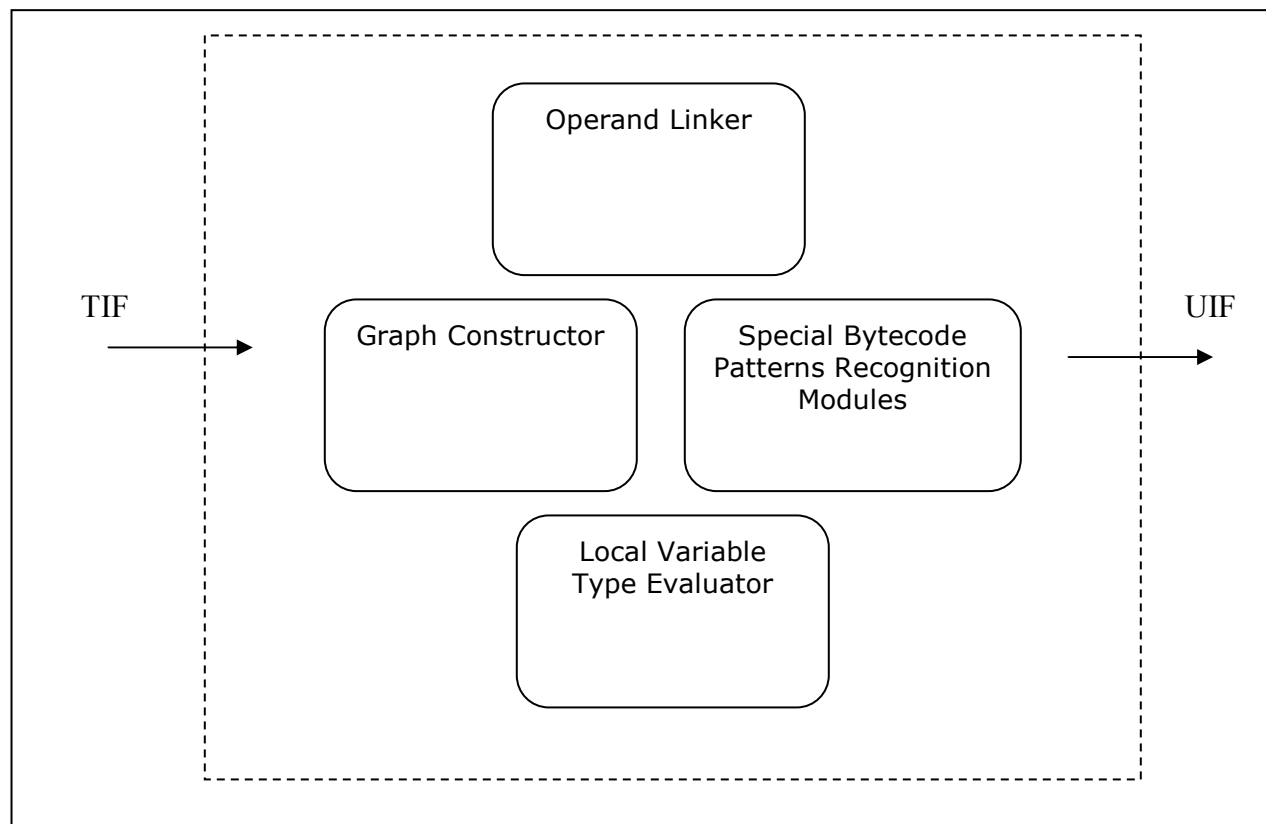 Operand Linker
TIF
UIF
Graph Constructor
Special Bytecode
Patterns Recognition
Modules
Local Variable
Type Evaluator